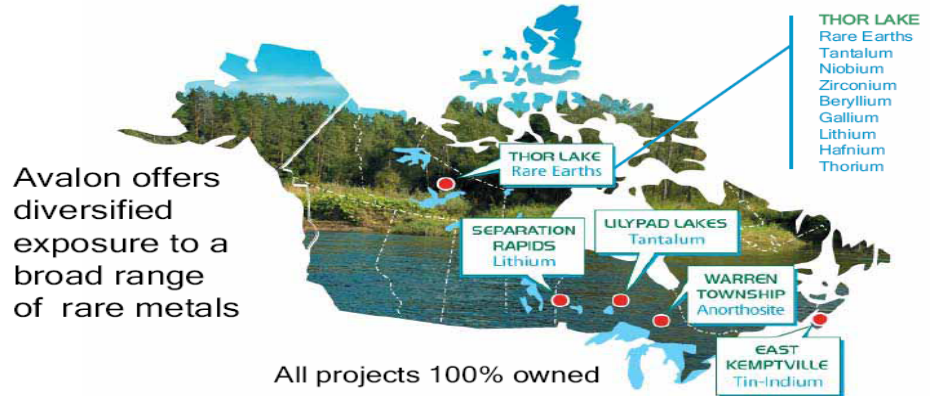 Avalon offers
diversified
exposure to a
broad range
of rare metals
THOR LAKE
Rare Earths
Tantalum
Niobium
Zirconium
Beryllium
Gallium
Lithium
Hafnium
Thorium
THOR LAKE
Rare Earths
SEPARATION
RAPIDS
Lithium
LILYPAD LAKES
Tantalum
WARREN
TOWNSHIP
Anorthosite
EAST
KEMPTVILLE
Tin-Indium
All projects 100% owned